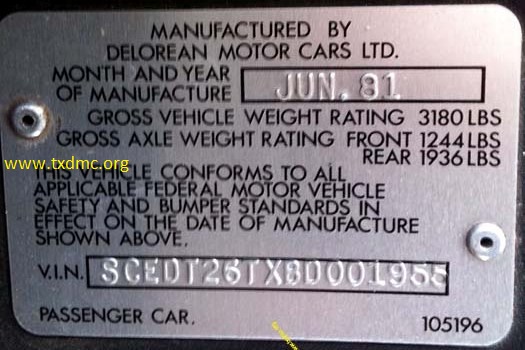 MANUFACTURED BY
DELOREAN MOTOR CARS LTD.
MONTH AND YEAR
OF MANUFACTURE JUN. 81
GROSS VEHICLE WEIGHT RATING 3180 LBS
GROSS AXLE WEIGHT RATING FRONT 1244 LBS
REAR 1936 LBS
www.txdmc.org
THIS VEHICLE CONFORMS TO ALL
APPLICABLE FEDERAL MOTOR VEHICLE
SAFETY AND BUMPER STANDARDS IN
EFFECT ON THE DATE OF MANUFACTURE
SHOWN ABOVE.
V.I.N. SCEDT26TX8D001955
PASSENGER CAR. 105196